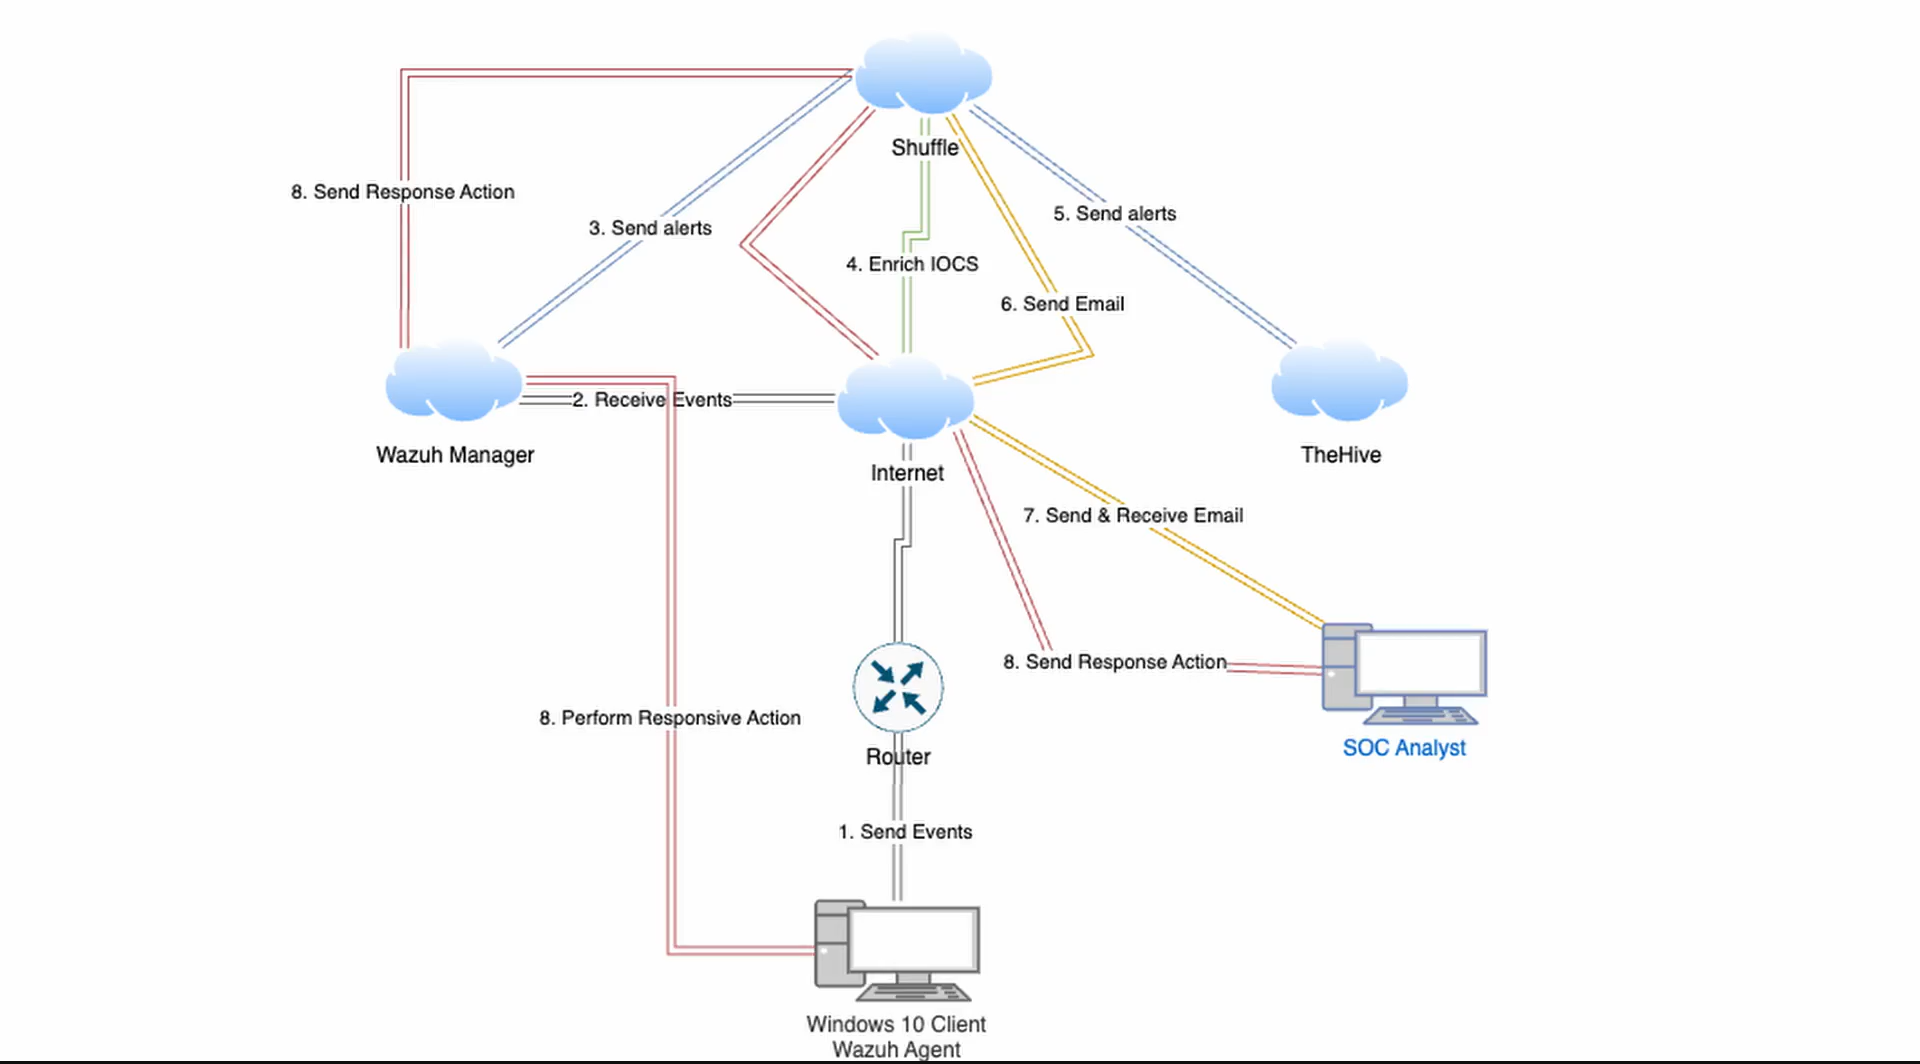 Shuffle
8. Send Response Action
5. Send alerts
3. Send alerts
4. Enrich IOCS
6. Send Email
2. Receive Events
Wazuh Manager
TheHive
Internet
7. Send & Receive Email
8. Send Response Action
8. Perform Responsive Action
SOC Analyst
Router
1. Send Events
Windows 10 Client
Wazuh Agent